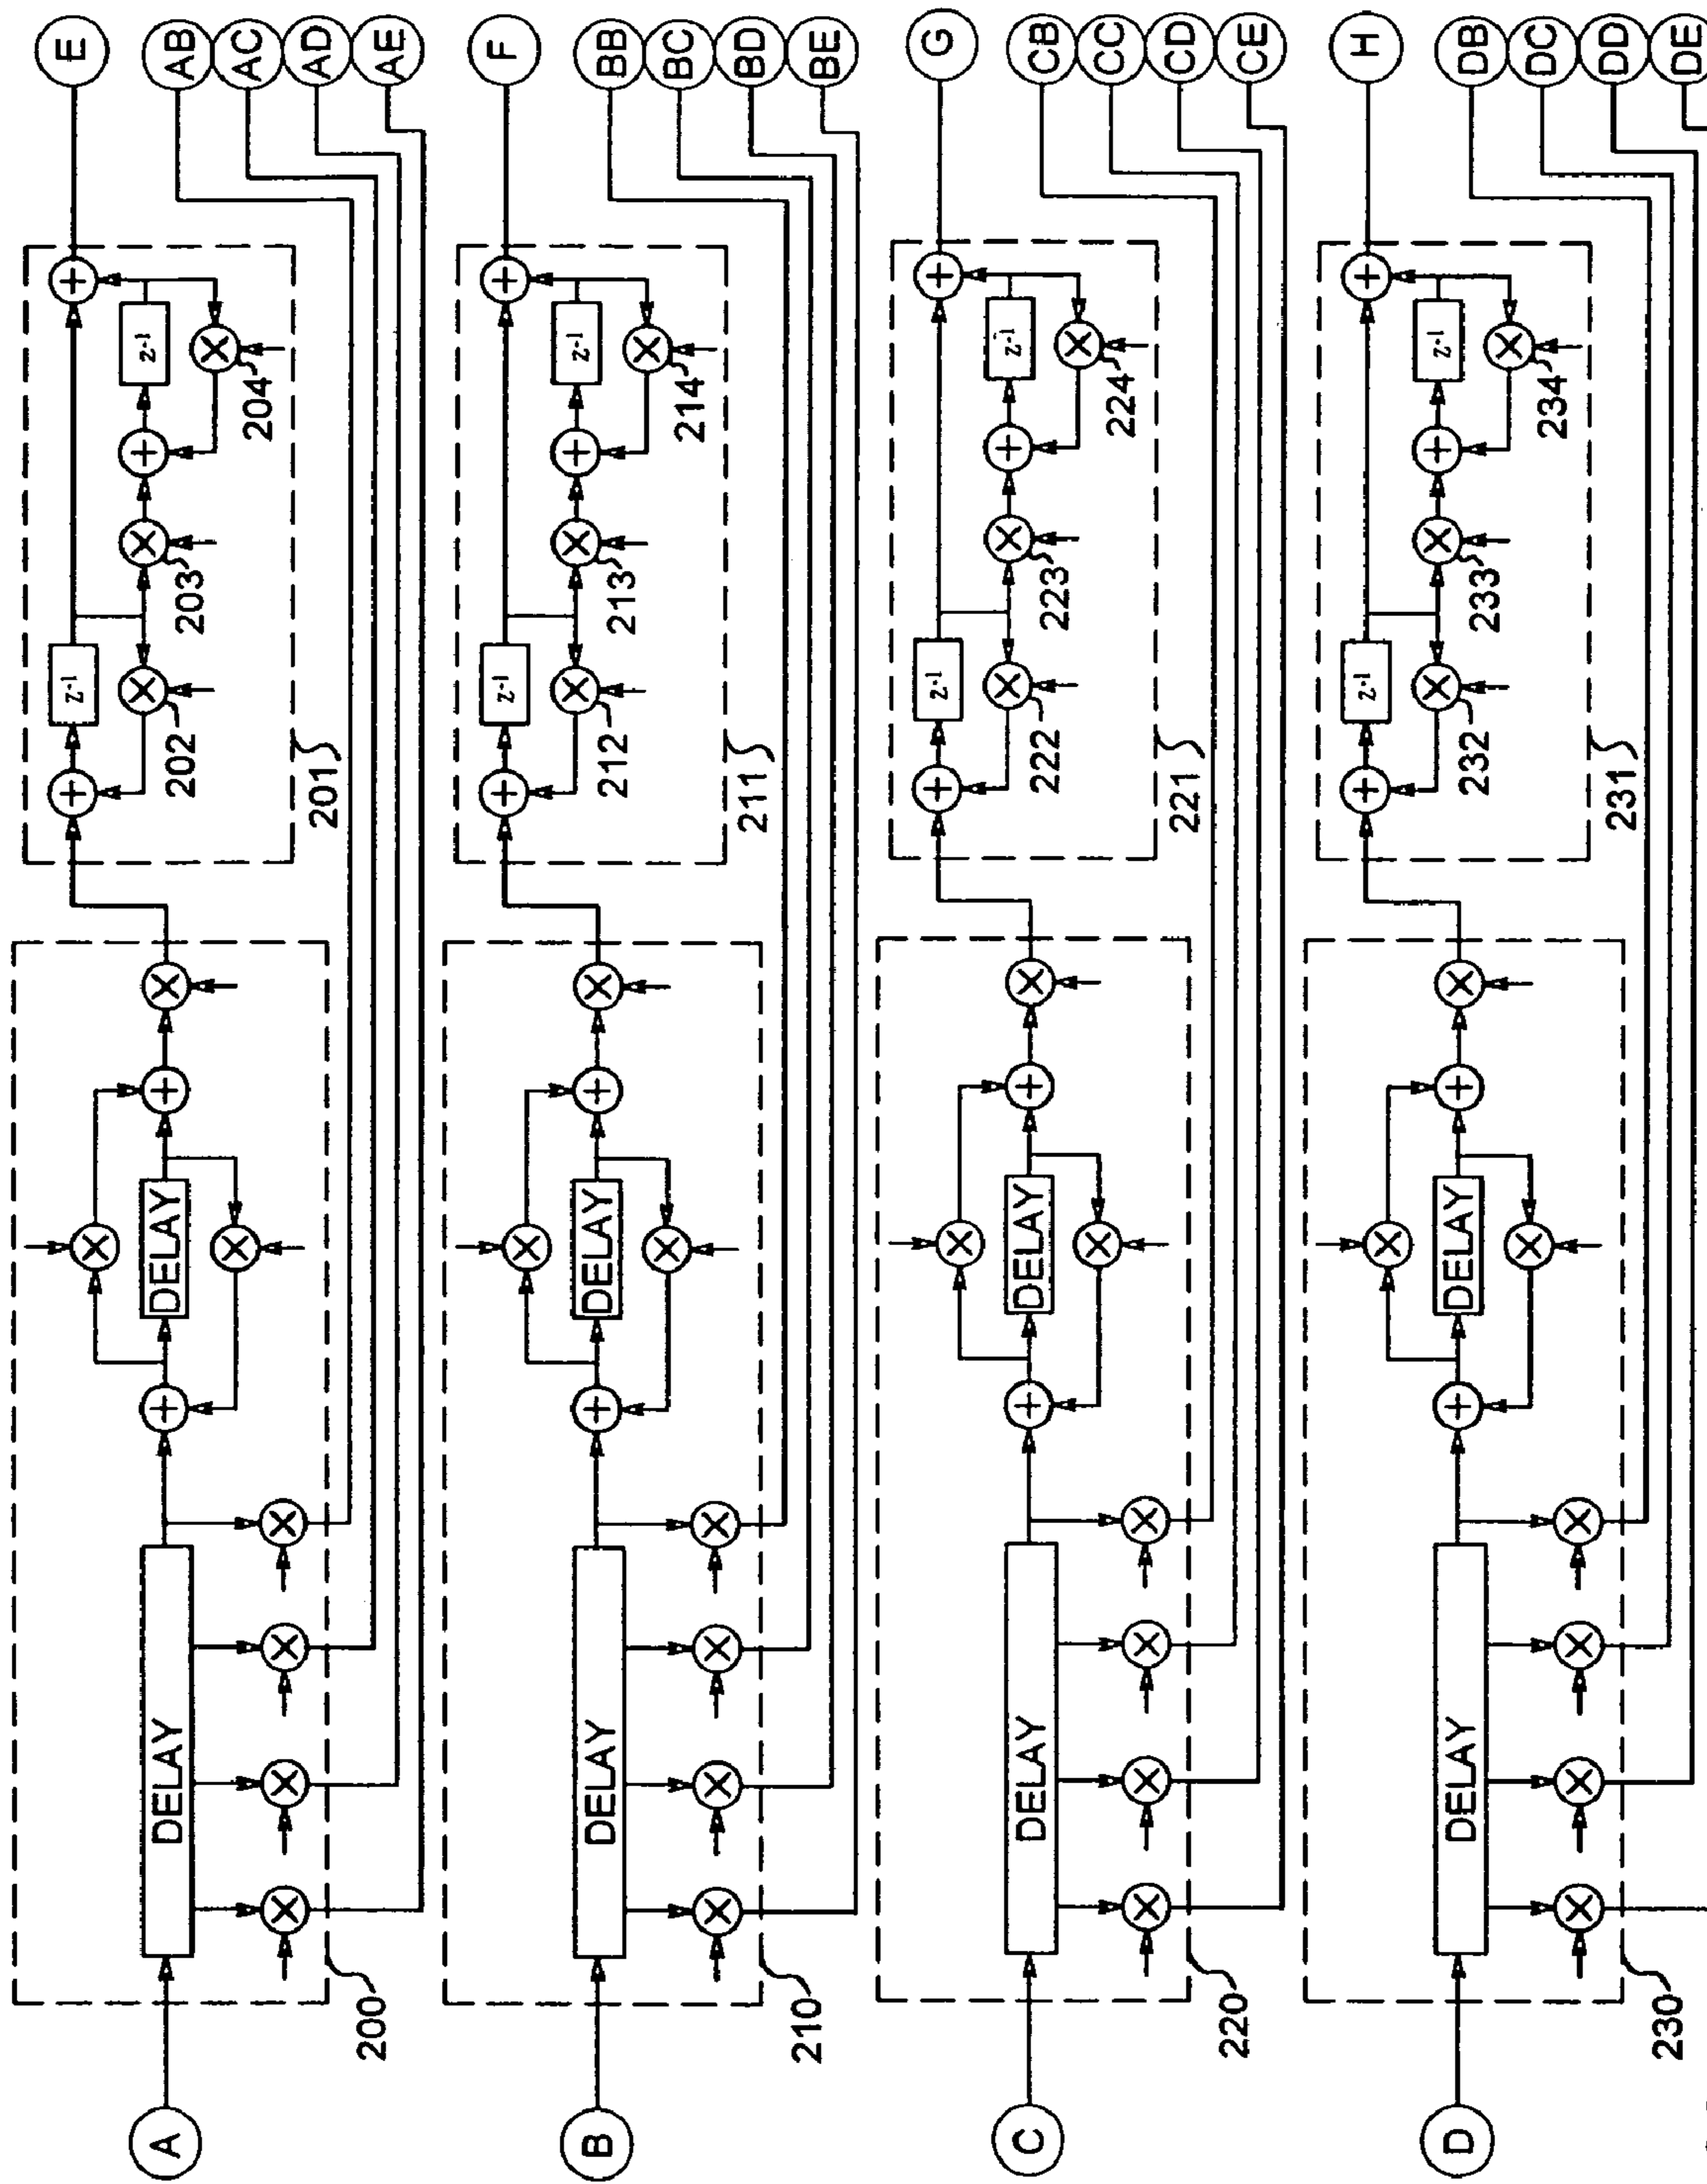 A
DELAY
DELAY
200
z-1
z-1
202
203
204
201
E
AB
AC
AD
AE
B
DELAY
DELAY
210
z-1
z-1
212
213
214
211
F
BB
BC
BD
BE
C
DELAY
DELAY
220
z-1
z-1
222
223
224
221
G
CB
CC
CD
CE
D
DELAY
DELAY
230
z-1
z-1
232
233
234
231
H
DB
DC
DD
DE